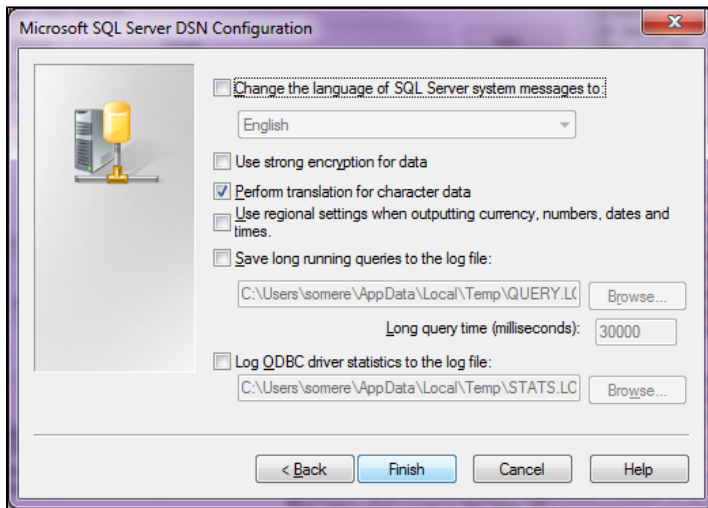 Microsoft SQL Server DSN Configuration
x
Change the language of SQL Server system messages to:
English
Use strong encryption for data
Perform translation for character data
Use regional settings when outputting currency, numbers, dates and
times.
Save long running queries to the log file:
C:\Users\somere\AppData\Local\Temp\QUERY.LO Browse...
Long query time (milliseconds): 30000
Log ODBC driver statistics to the log file:
C:\Users\somere\AppData\Local\Temp\STATS.LO Browse...
< Back Finish Cancel Help